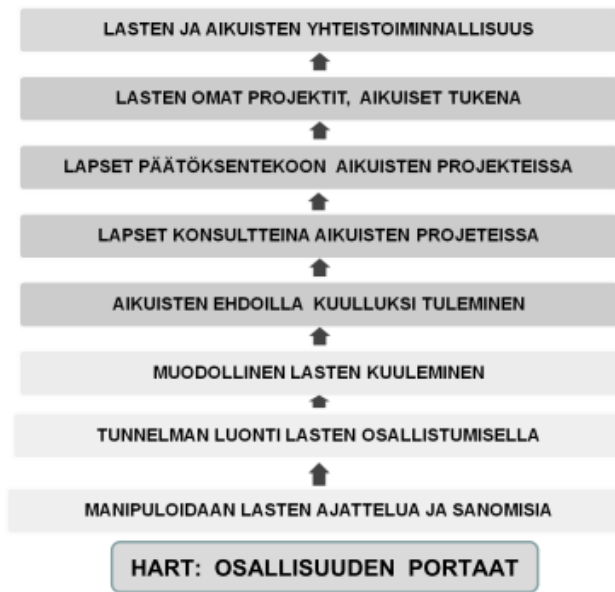 LASTEN JA AIKUISTEN YHTEISTOIMINNALLISUUS
LASTEN OMAT PROJEKTIT, AIKUISET TUKENA
LAPSET PÄÄTÖKSENTEKOON AIKUISTEN PROJEKTEISSA
LAPSET KONSULTTEINA AIKUISTEN PROJETEISSA
AIKUISTEN EHDOILLA KUULLUKSI TULEMINEN
MUODOLLINEN LASTEN KUULEMINEN
TUNNELMAN LUONTI LASTEN OSALLISTUMISELLA
MANIPULOIDAAN LASTEN AJATTELUA JA SANOMISIA
HART: OSALLISUUDEN PORTAAT